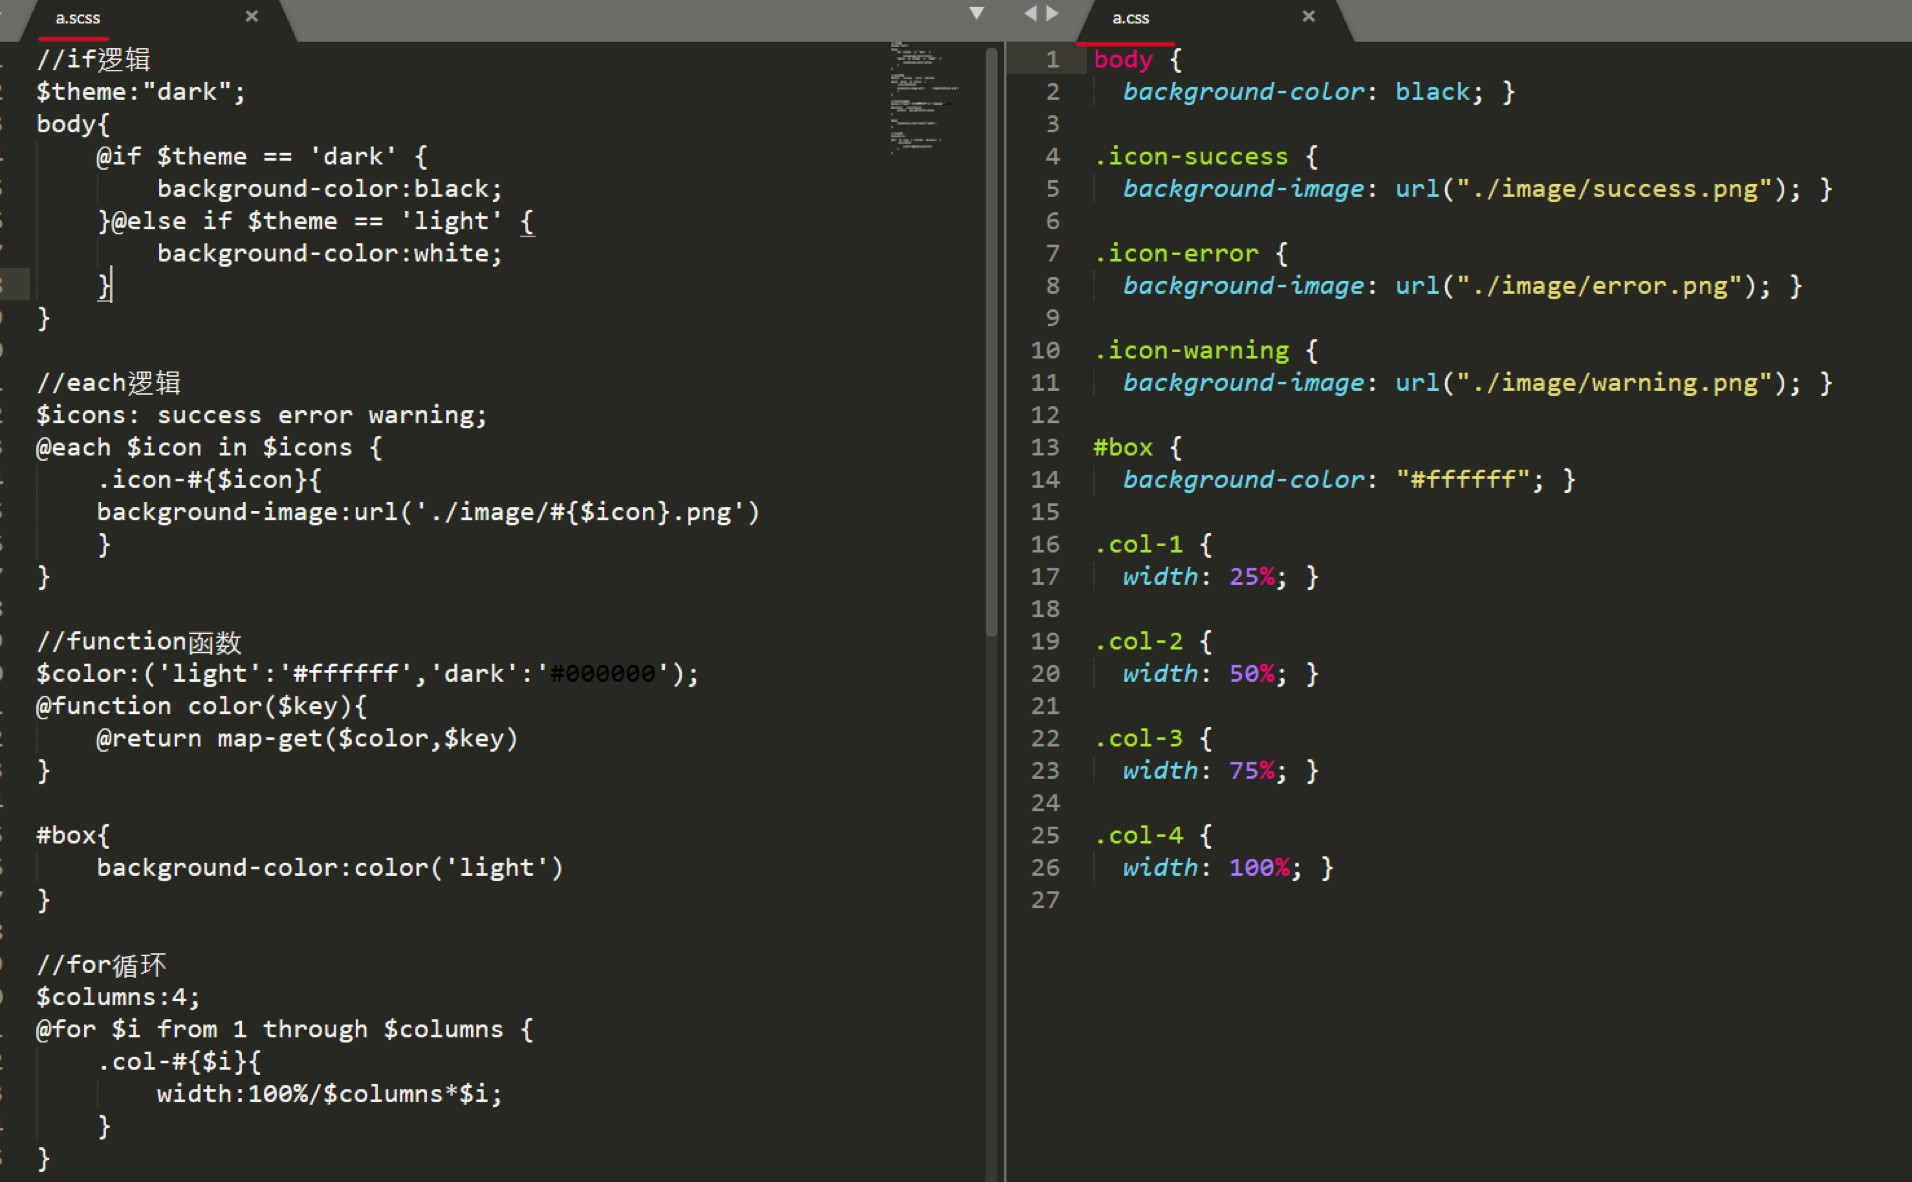 a.scss
//if逻辑
$theme:"dark";
body{
    @if $theme == 'dark' {
        background-color:black;
    }@else if $theme == 'light' {
        background-color:white;
    }
}
//each逻辑
$icons: success error warning;
@each $icon in $icons {
    .icon-#{$icon}{
    background-image:url('./image/#{$icon}.png')
    }
}
//function函数
$color:('light':'#ffffff','dark':'#000000');
@function color($key){
    @return map-get($color,$key)
}
#box{
    background-color:color('light')
}
//for循环
$columns:4;
@for $i from 1 through $columns {
    .col-#{$i}{
        width:100%/$columns*$i;
    }
}
a.css
1 body {
2   background-color: black; }
3
4 .icon-success {
5   background-image: url("./image/success.png"); }
6
7 .icon-error {
8   background-image: url("./image/error.png"); }
9
10 .icon-warning {
11   background-image: url("./image/warning.png"); }
12
13 #box {
14   background-color: "#ffffff"; }
15
16 .col-1 {
17   width: 25%; }
18
19 .col-2 {
20   width: 50%; }
21
22 .col-3 {
23   width: 75%; }
24
25 .col-4 {
26   width: 100%; }
27